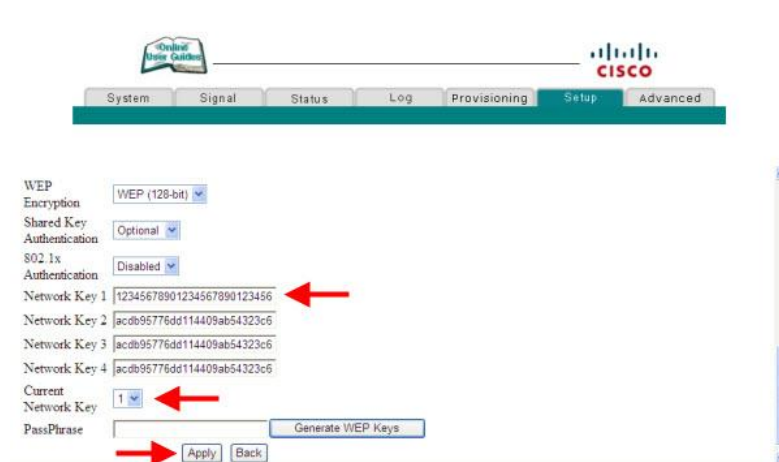 Online
User Guides
CISCO
System Signal Status Log Provisioning Setup Advanced
WEP
Encryption
WEP (128-bit)
Shared Key
Authentication
Optional
802.1x
Authentication
Disabled
Network Key 1 12345678901234567890123456
Network Key 2 acdb95776dd114409ab54323c6
Network Key 3 acdb95776dd114409ab54323c6
Network Key 4 acdb95776dd114409ab54323c6
Current
Network Key
1
PassPhrase Generate WEP Keys
Apply Back